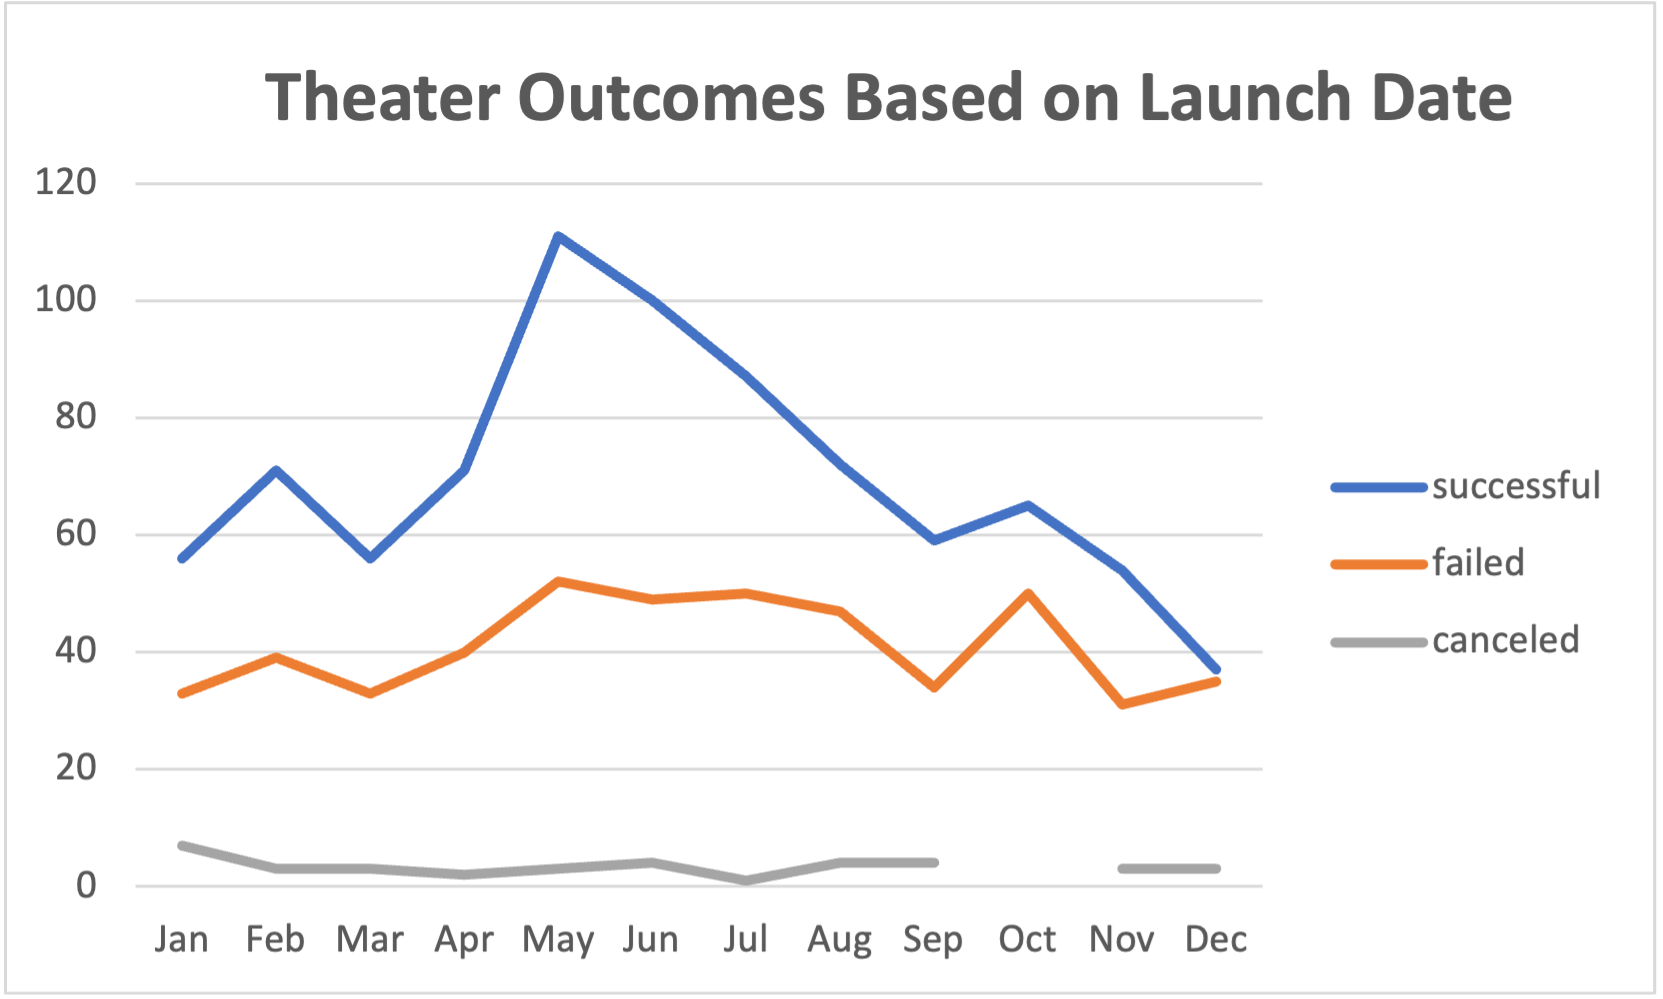 Theater Outcomes Based on Launch Date
120
100
80
60
40
20
0
Jan Feb Mar Apr May Jun Jul Aug Sep Oct Nov Dec
successful
failed
canceled